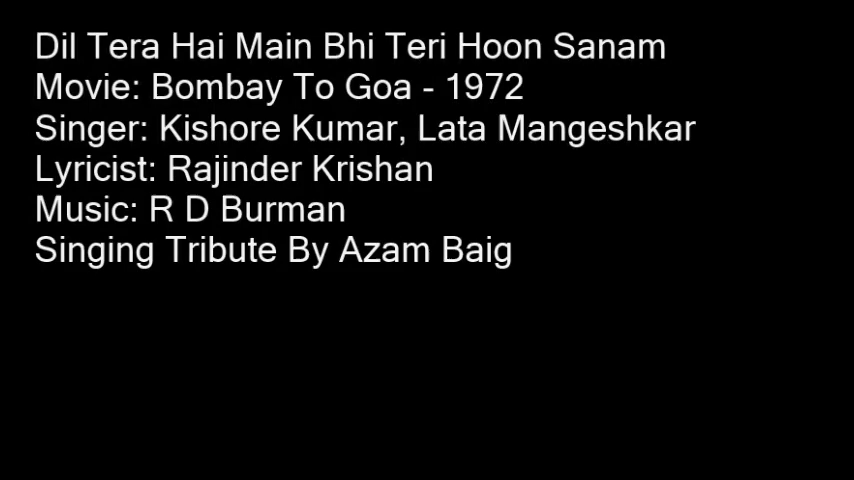 Dil Tera Hai Main Bhi Teri Hoon Sanam
Movie: Bombay To Goa - 1972
Singer: Kishore Kumar, Lata Mangeshkar
Lyricist: Rajinder Krishan
Music: R D Burman
Singing Tribute By Azam Baig